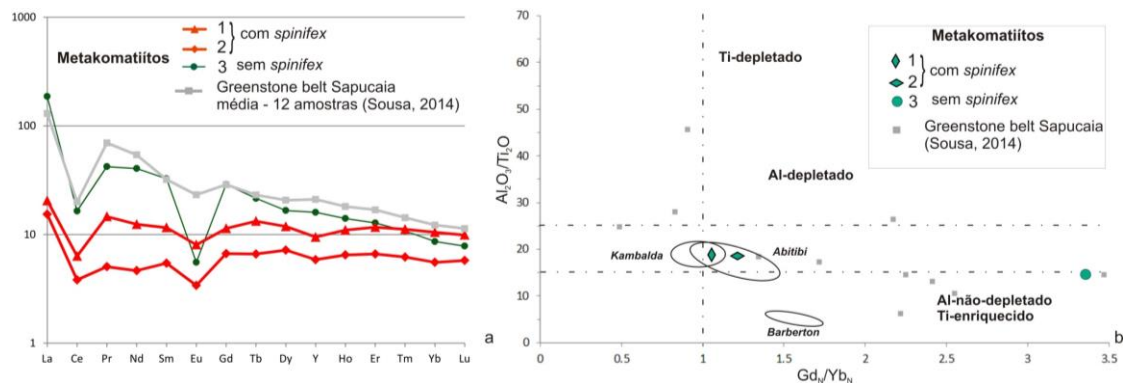 1000
100
10
1
Metakomatiítos
1
2
com spinifex
3 sem spinifex
Greenstone belt Sapucaia
média - 12 amostras (Sousa, 2014)
La Ce Pr Nd Sm Eu Gd Tb Dy Y Ho Er Tm Yb Lu
a
70
60
50
40
30
20
10
0
Al₂O₃/Ti₂O
Ti-depletado
Metakomatiítos
1
2
com spinifex
3 sem spinifex
Greenstone belt Sapucaia
(Sousa, 2014)
Al-depletado
Kambalda
Abitibi
Barberton
Al-não-depletado
Ti-enriquecido
0 0.5 1 1.5 2 2.5 3 3.5
Gd_N/Yb_N
b